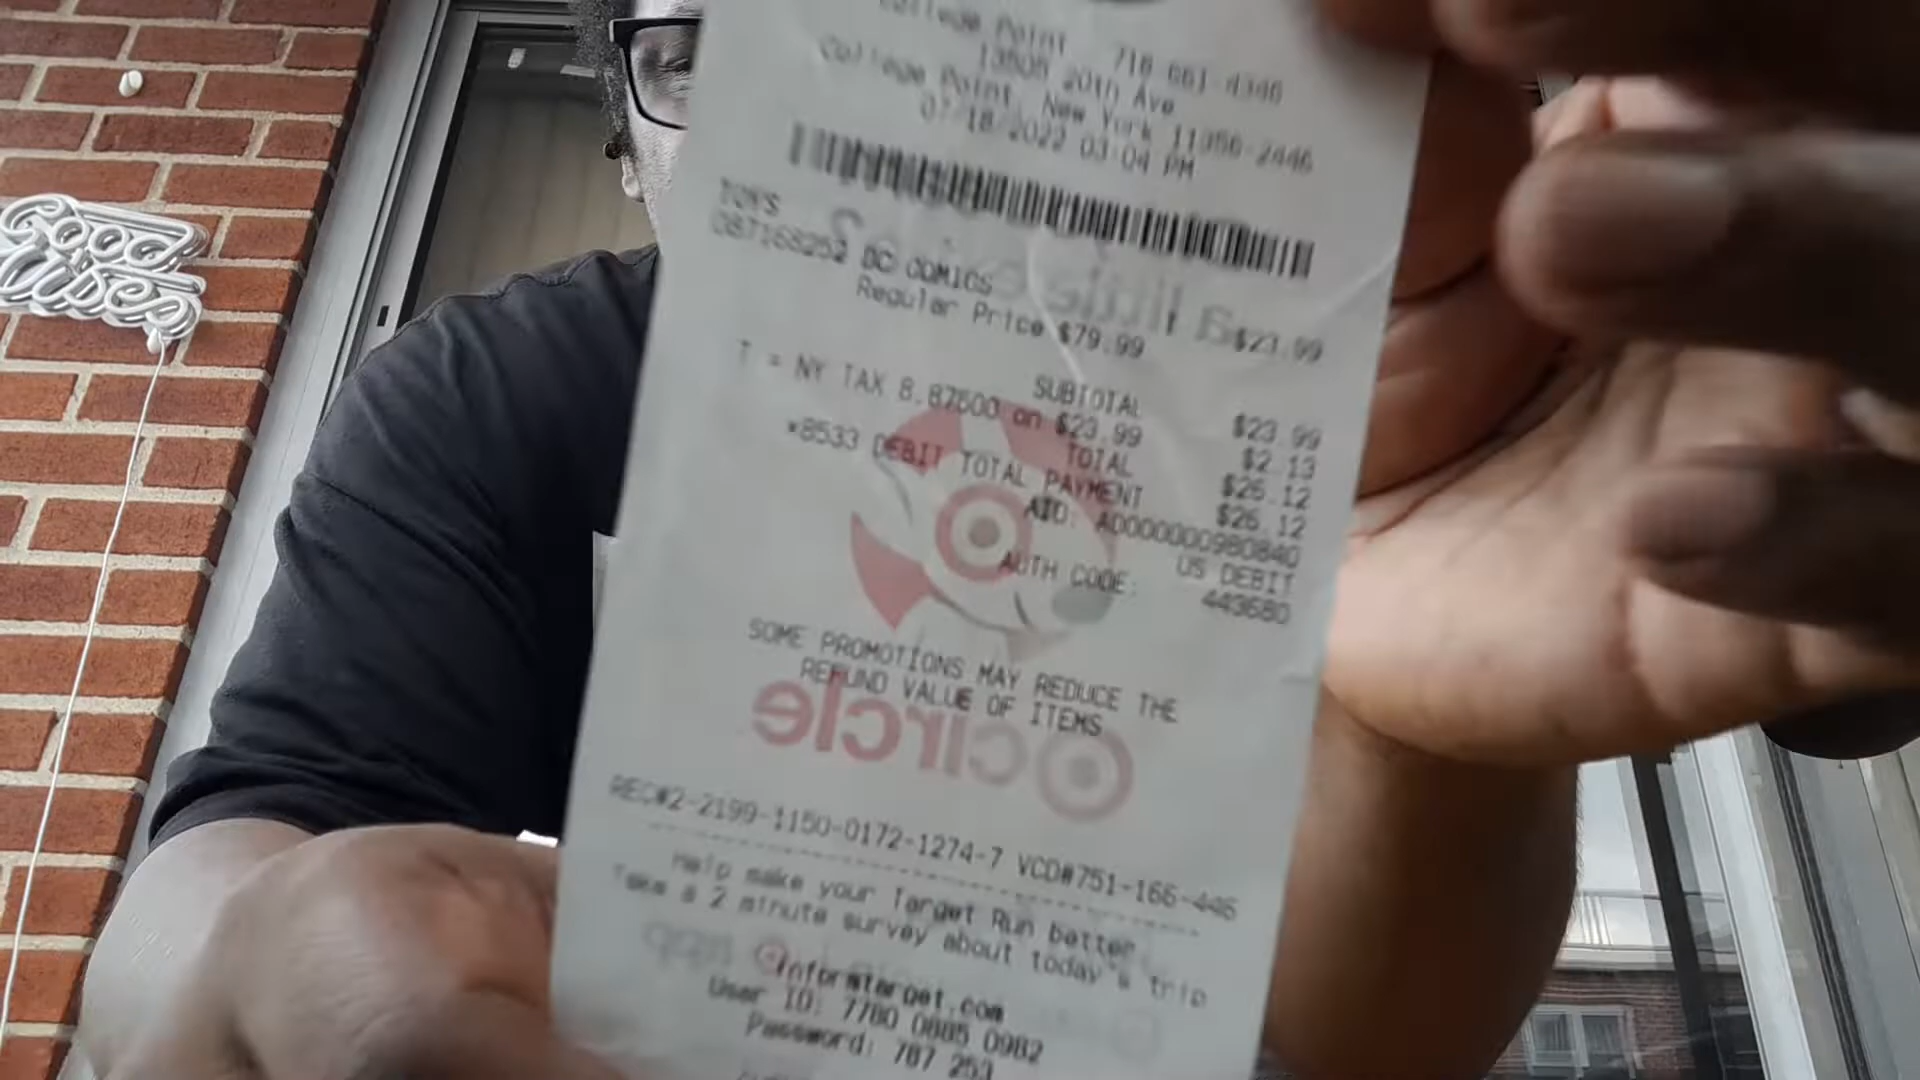 Good
Vibes
College Point 718-661-4346
13505 20th Ave
College Point, New York 11356-2446
07/18/2022 03:04 PM
TOYS
087168252 DC COMICS T $23.99
Regular Price $79.99
SUBTOTAL $23.99
T = NY TAX 8.87500 on $23.99 $2.13
TOTAL $26.12
*8533 DEBIT TOTAL PAYMENT $26.12
AID: A0000000980840
US DEBIT
AUTH CODE: 443680
SOME PROMOTIONS MAY REDUCE THE
REFUND VALUE OF ITEMS
circle
REC#2-2199-1150-0172-1274-7 VCD#751-166-446
Help make your Target Run better.
Take a 2 minute survey about today's trip
informtarget.com
User ID: 7780 0885 0982
Password: 787 253